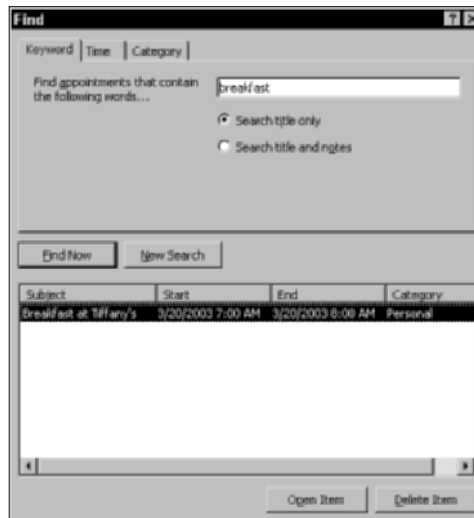 Find
Keyword Time Category
Find appointments that contain
the following words...
breakfast
Search title only
Search title and notes
Find Now New Search
Subject Start End Category
Breakfast at Tiffany's 3/20/2003 7:00 AM 3/20/2003 8:00 AM Personal
Open Item Delete Item